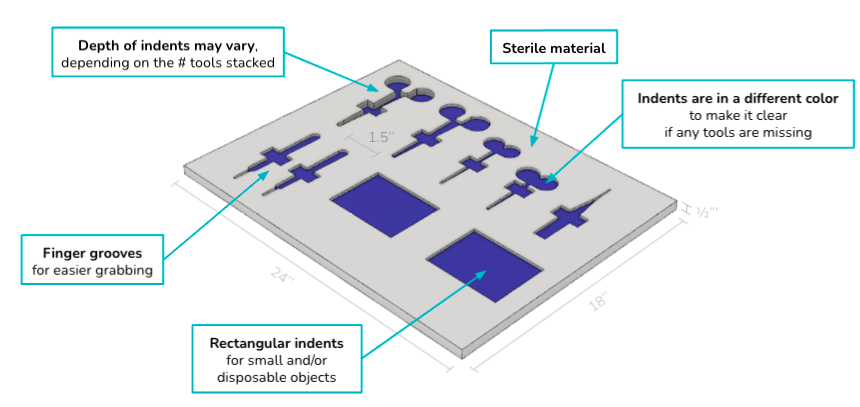 Depth of indents may vary,
depending on the # tools stacked
Sterile material
Indents are in a different color
to make it clear
if any tools are missing
1.5"
½"'
Finger grooves
for easier grabbing
24"
18"
Rectangular indents
for small and/or
disposable objects